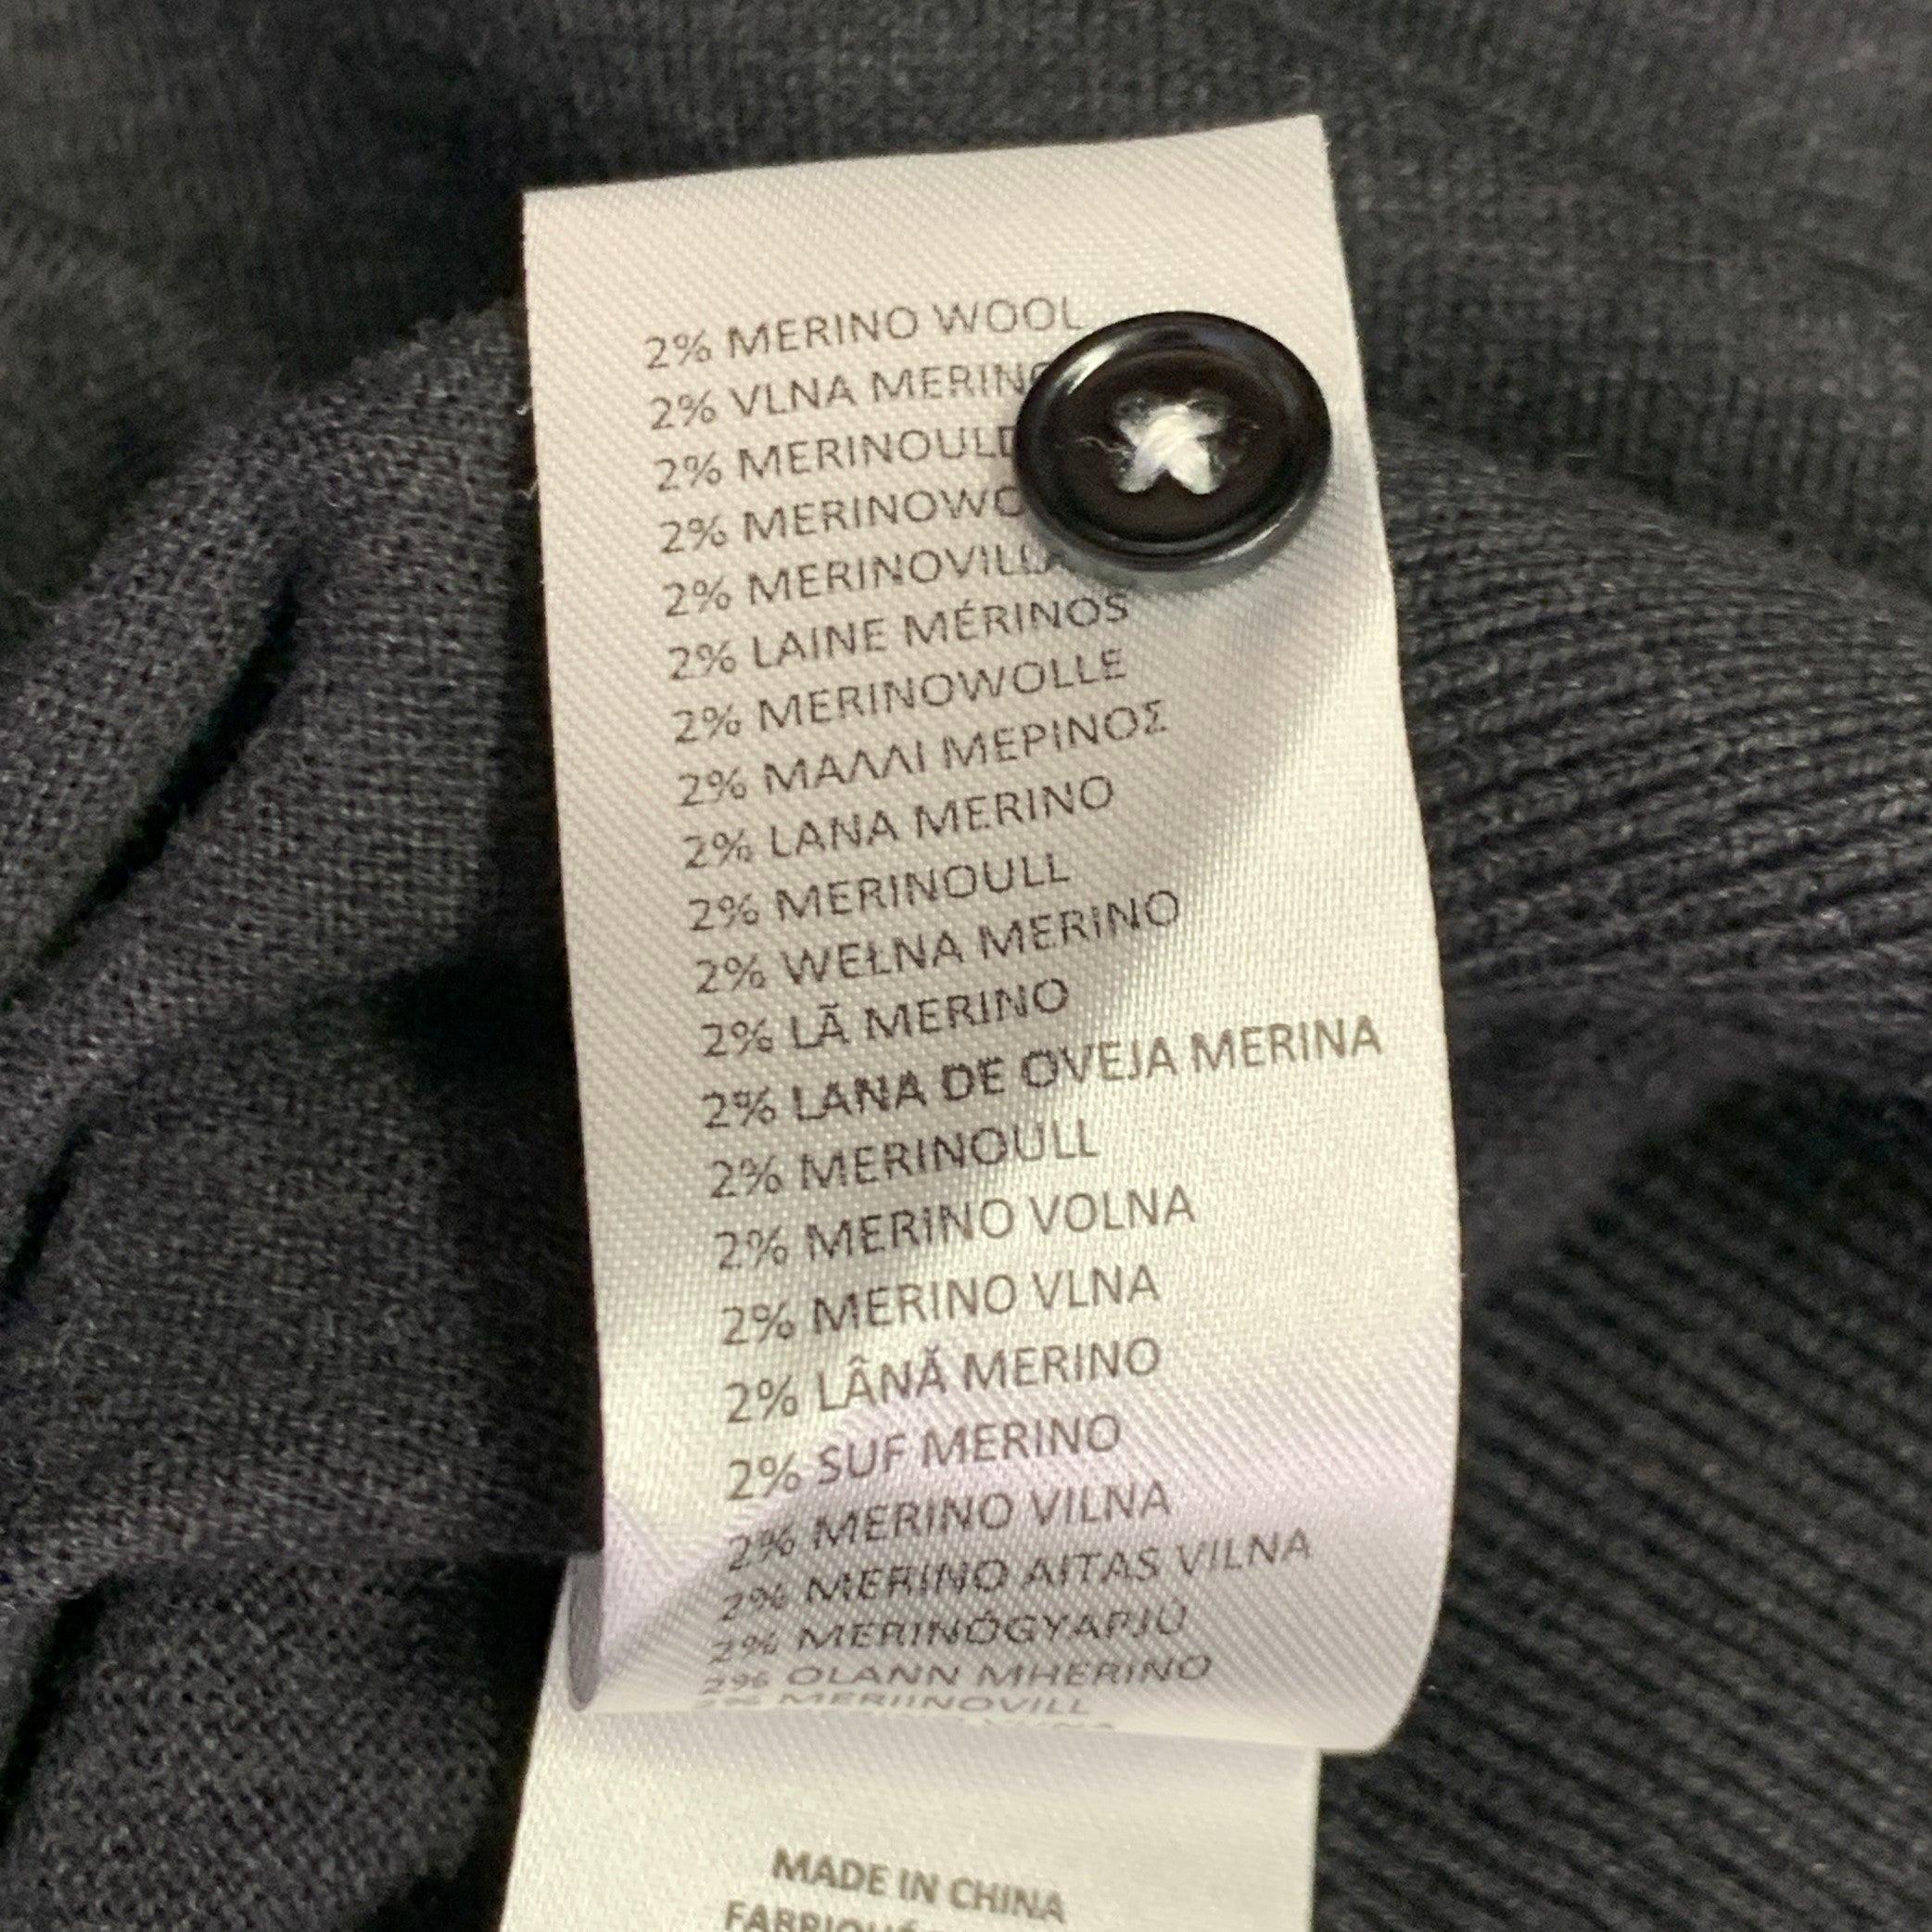 2% MERINO WOOL
2% VLNA MERINO
2% MERINOULD
2% MERINOWO
2% MERINOVILLA
2% LAINE MÉRINOS
2% MERINOWOLLE
2% ΜΑΛΛΙ ΜΕΡΙΝΟΣ
2% LANA MERINO
2% MERINOULL
2% WEŁNA MERINO
2% LÃ MERINO
2% LANA DE OVEJA MERINA
2% MERINOULL
2% MERINO VOLNA
2% MERINO VLNA
2% LÂNĂ MERINO
2% SUF MERINO
2% MERINO VILNA
2% MERINO AITAS VILNA
2% MERINÓGYAPJÚ
2% OLANN MHERINO
2% MERIINOVILL
MADE IN CHINA